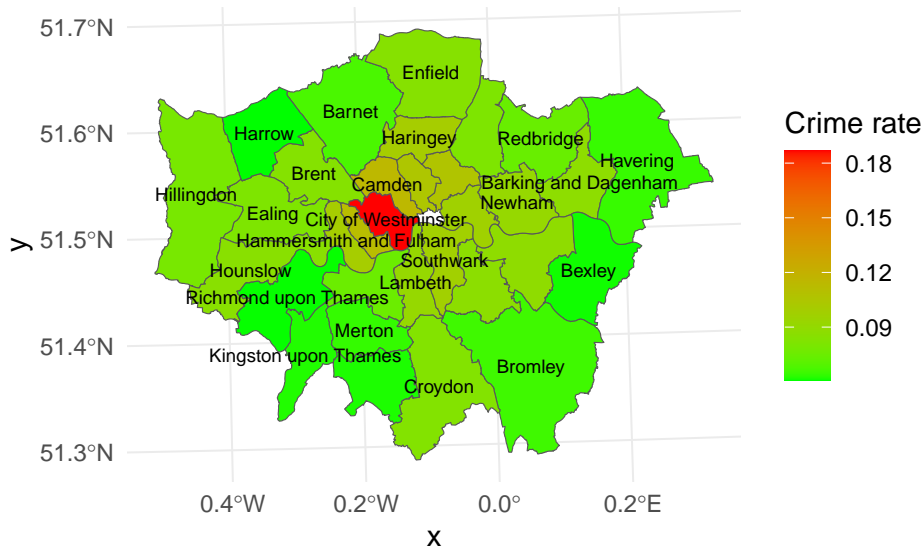 51.7°N
51.6°N
51.5°N
51.4°N
51.3°N
y
Enfield
Barnet
Harrow
Haringey
Redbridge
Havering
Brent
Camden
Hillingdon
Barking and Dagenham
Newham
Ealing
City of Westminster
Hammersmith and Fulham
Southwark
Hounslow
Bexley
Lambeth
Richmond upon Thames
Merton
Kingston upon Thames
Bromley
Croydon
0.4°W
0.2°W
0.0°
0.2°E
x
Crime rate
0.18
0.15
0.12
0.09